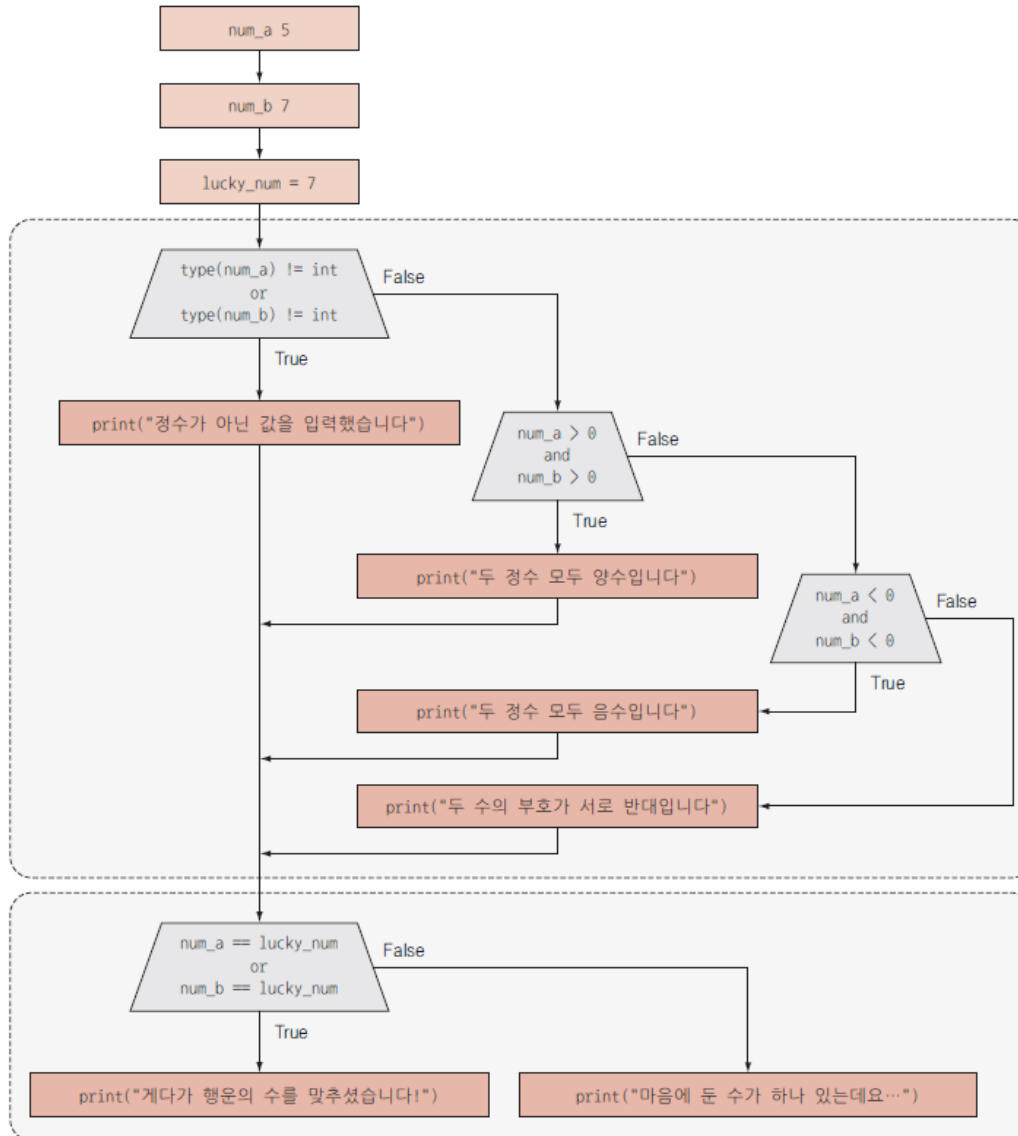 num_a 5
num_b 7
lucky_num = 7
type(num_a) != int
or
type(num_b) != int
False
True
print("정수가 아닌 값을 입력했습니다")
num_a > 0
and
num_b > 0
False
True
print("두 정수 모두 양수입니다")
num_a < 0
and
num_b < 0
False
True
print("두 정수 모두 음수입니다")
print("두 수의 부호가 서로 반대입니다")
num_a == lucky_num
or
num_b == lucky_num
False
True
print("게다가 행운의 수를 맞추셨습니다!")
print("마음에 둔 수가 하나 있는데요…")